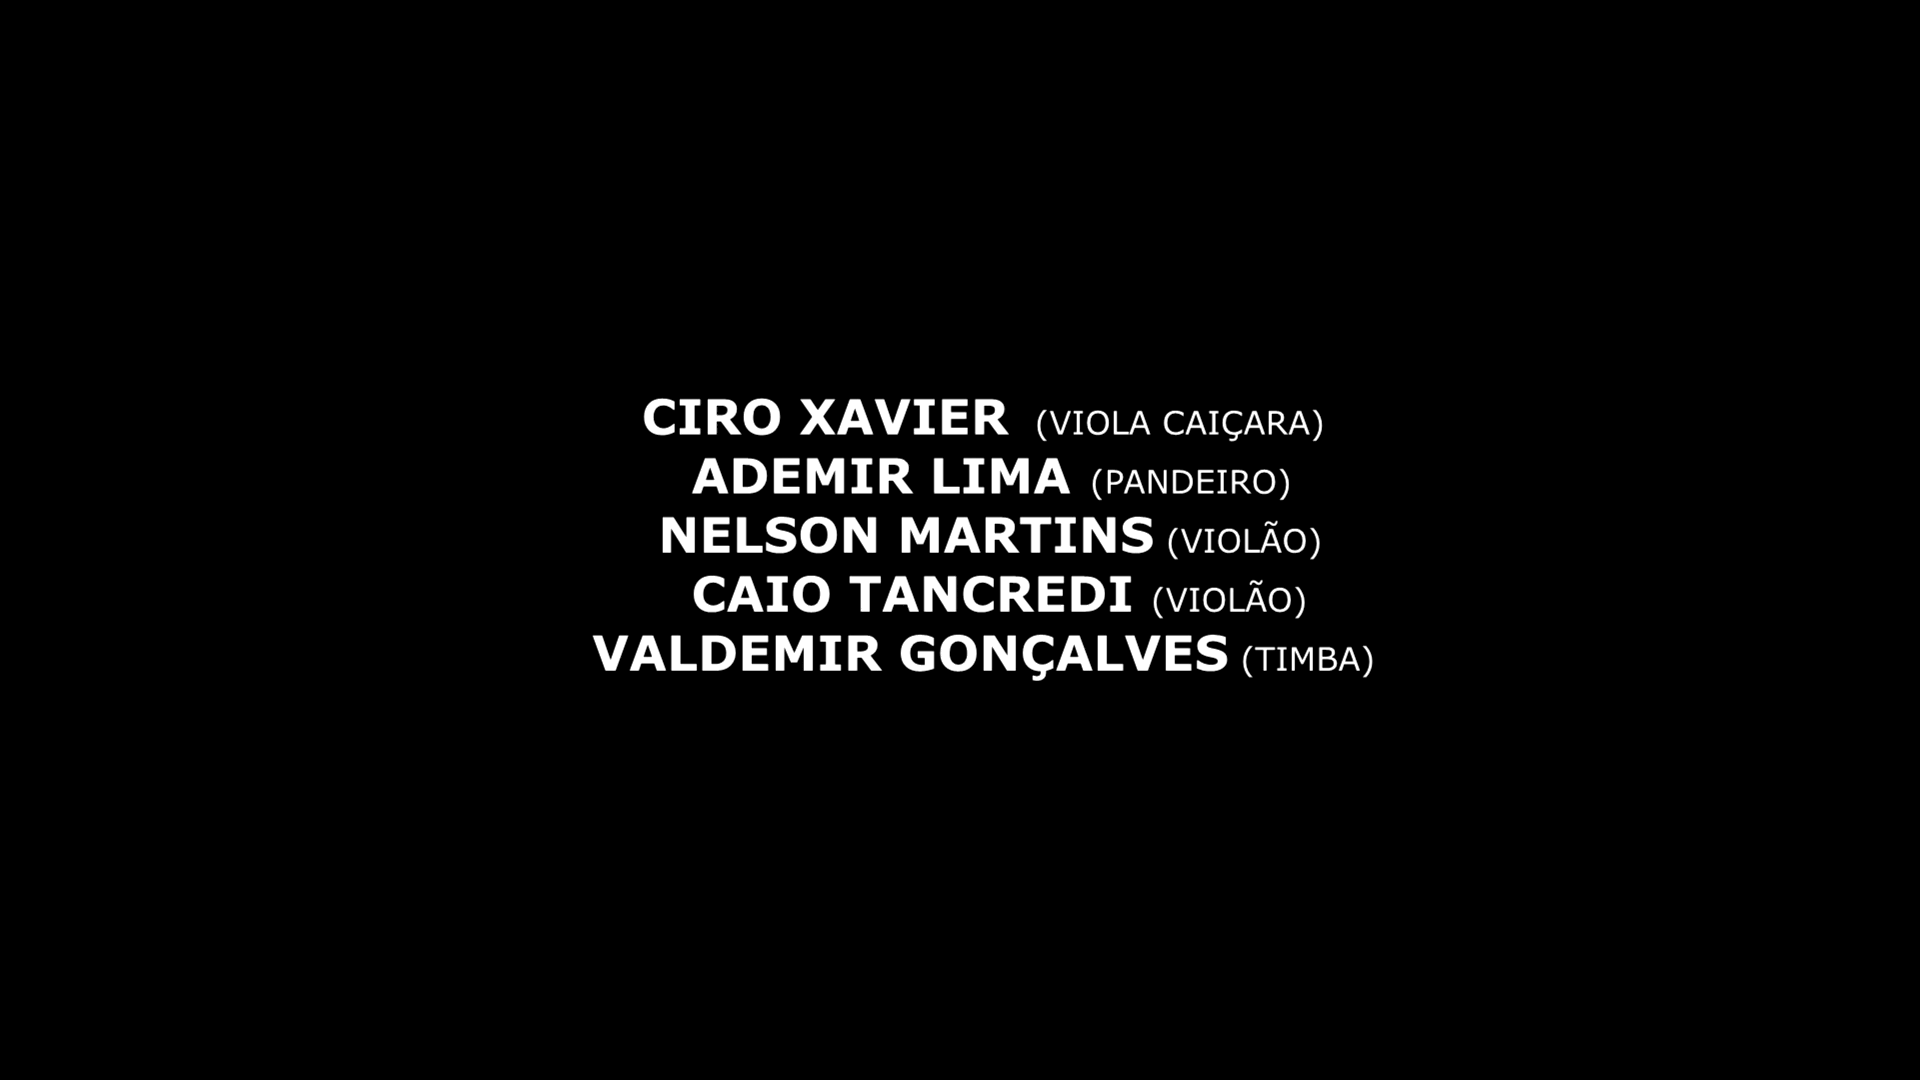 CIRO XAVIER (VIOLA CAIÇARA)
ADEMIR LIMA (PANDEIRO)
NELSON MARTINS (VIOLÃO)
CAIO TANCREDI (VIOLÃO)
VALDEMIR GONÇALVES (TIMBA)